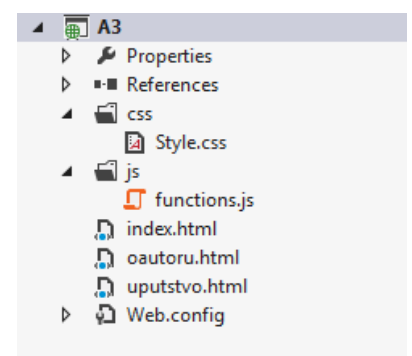 A3
Properties
References
css
Style.css
js
functions.js
index.html
oautoru.html
uputstvo.html
Web.config